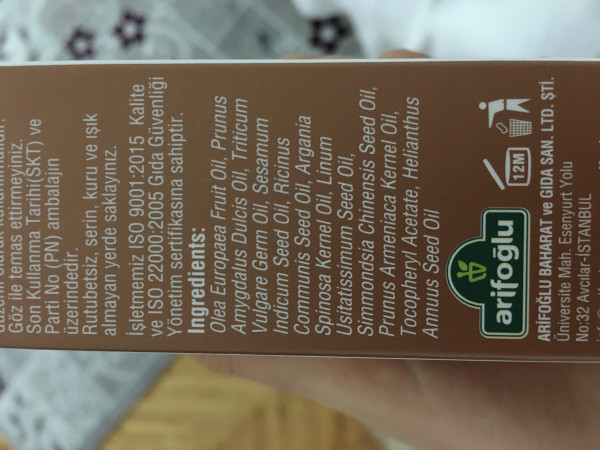 Göz ile temas ettirmeyiniz.
Son Kullanma Tarihi(SKT) ve
Parti No (PN) ambalajın
üzerindedir.
Rutubetsiz, serin, kuru ve ışık
almayan yerde saklayınız.
İşletmemiz ISO 9001:2015 Kalite
ve ISO 22000:2005 Gıda Güvenliği
Yönetim sertifikasına sahiptir.
Ingredients:
Olea Europaea Fruit Oil, Prunus
Amygdalus Dulcis Oil, Triticum
Vulgare Germ Oil, Sesamum
Indicum Seed Oil, Ricinus
Communis Seed Oil, Argania
Spinosa Kernel Oil, Linum
Ustatissimum Seed Oil,
Simmondsia Chinensis Seed Oil,
Prunus Armeniaca Kernel Oil,
Tocopheryl Acetate, Helianthus
Annuus Seed Oil
12M
arifoğlu
ARİFOĞLU BAHARAT ve GIDA SAN. LTD. ŞTİ.
Üniversite Mah. Esenyurt Yolu
No:32 Avcılar-İSTANBUL